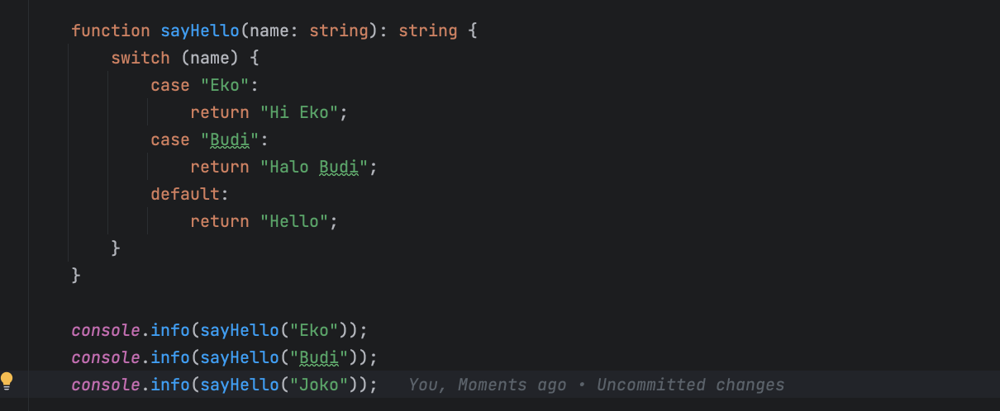 function sayHello(name: string): string {
    switch (name) {
        case "Eko":
            return "Hi Eko";
        case "Budi":
            return "Halo Budi";
        default:
            return "Hello";
    }
}

console.info(sayHello("Eko"));
console.info(sayHello("Budi"));
console.info(sayHello("Joko"));   You, Moments ago • Uncommitted changes